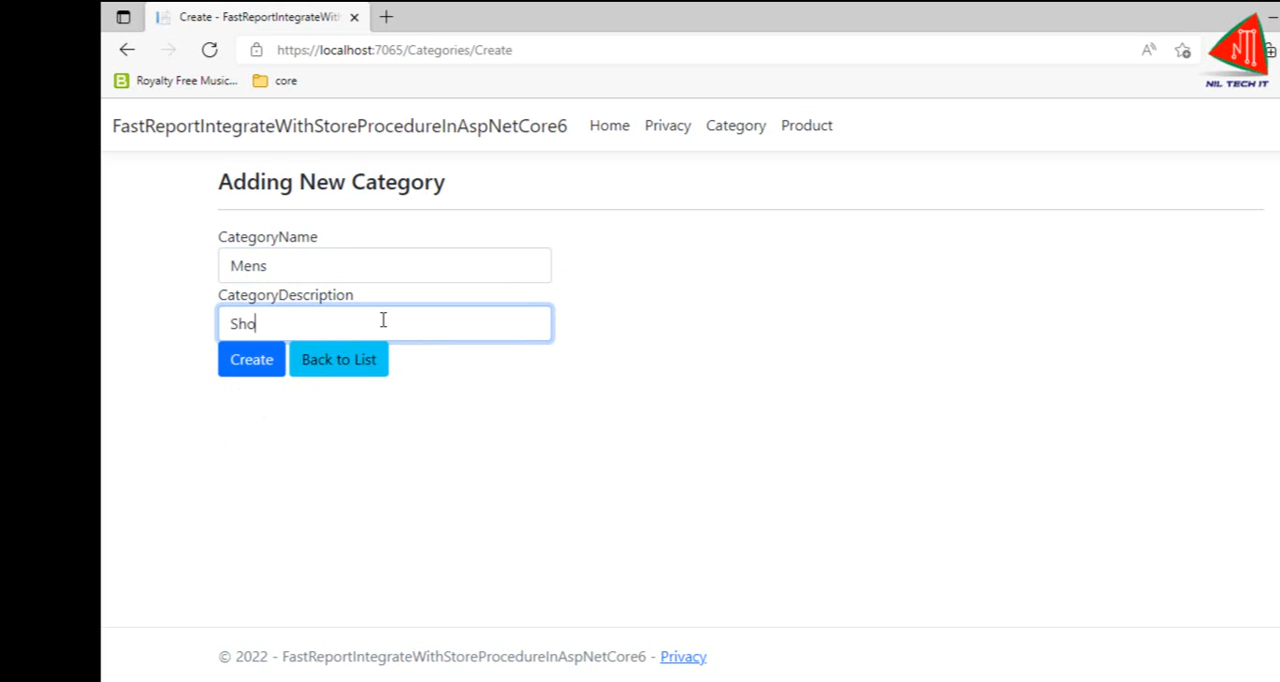 Create - FastReportIntegrateWith
https://localhost:7065/Categories/Create
Royalty Free Music... core
NIL TECH IT
FastReportIntegrateWithStoreProcedureInAspNetCore6 Home Privacy Category Product
Adding New Category
CategoryName
Mens
CategoryDescription
Sho
Create Back to List
© 2022 - FastReportIntegrateWithStoreProcedureInAspNetCore6 - Privacy